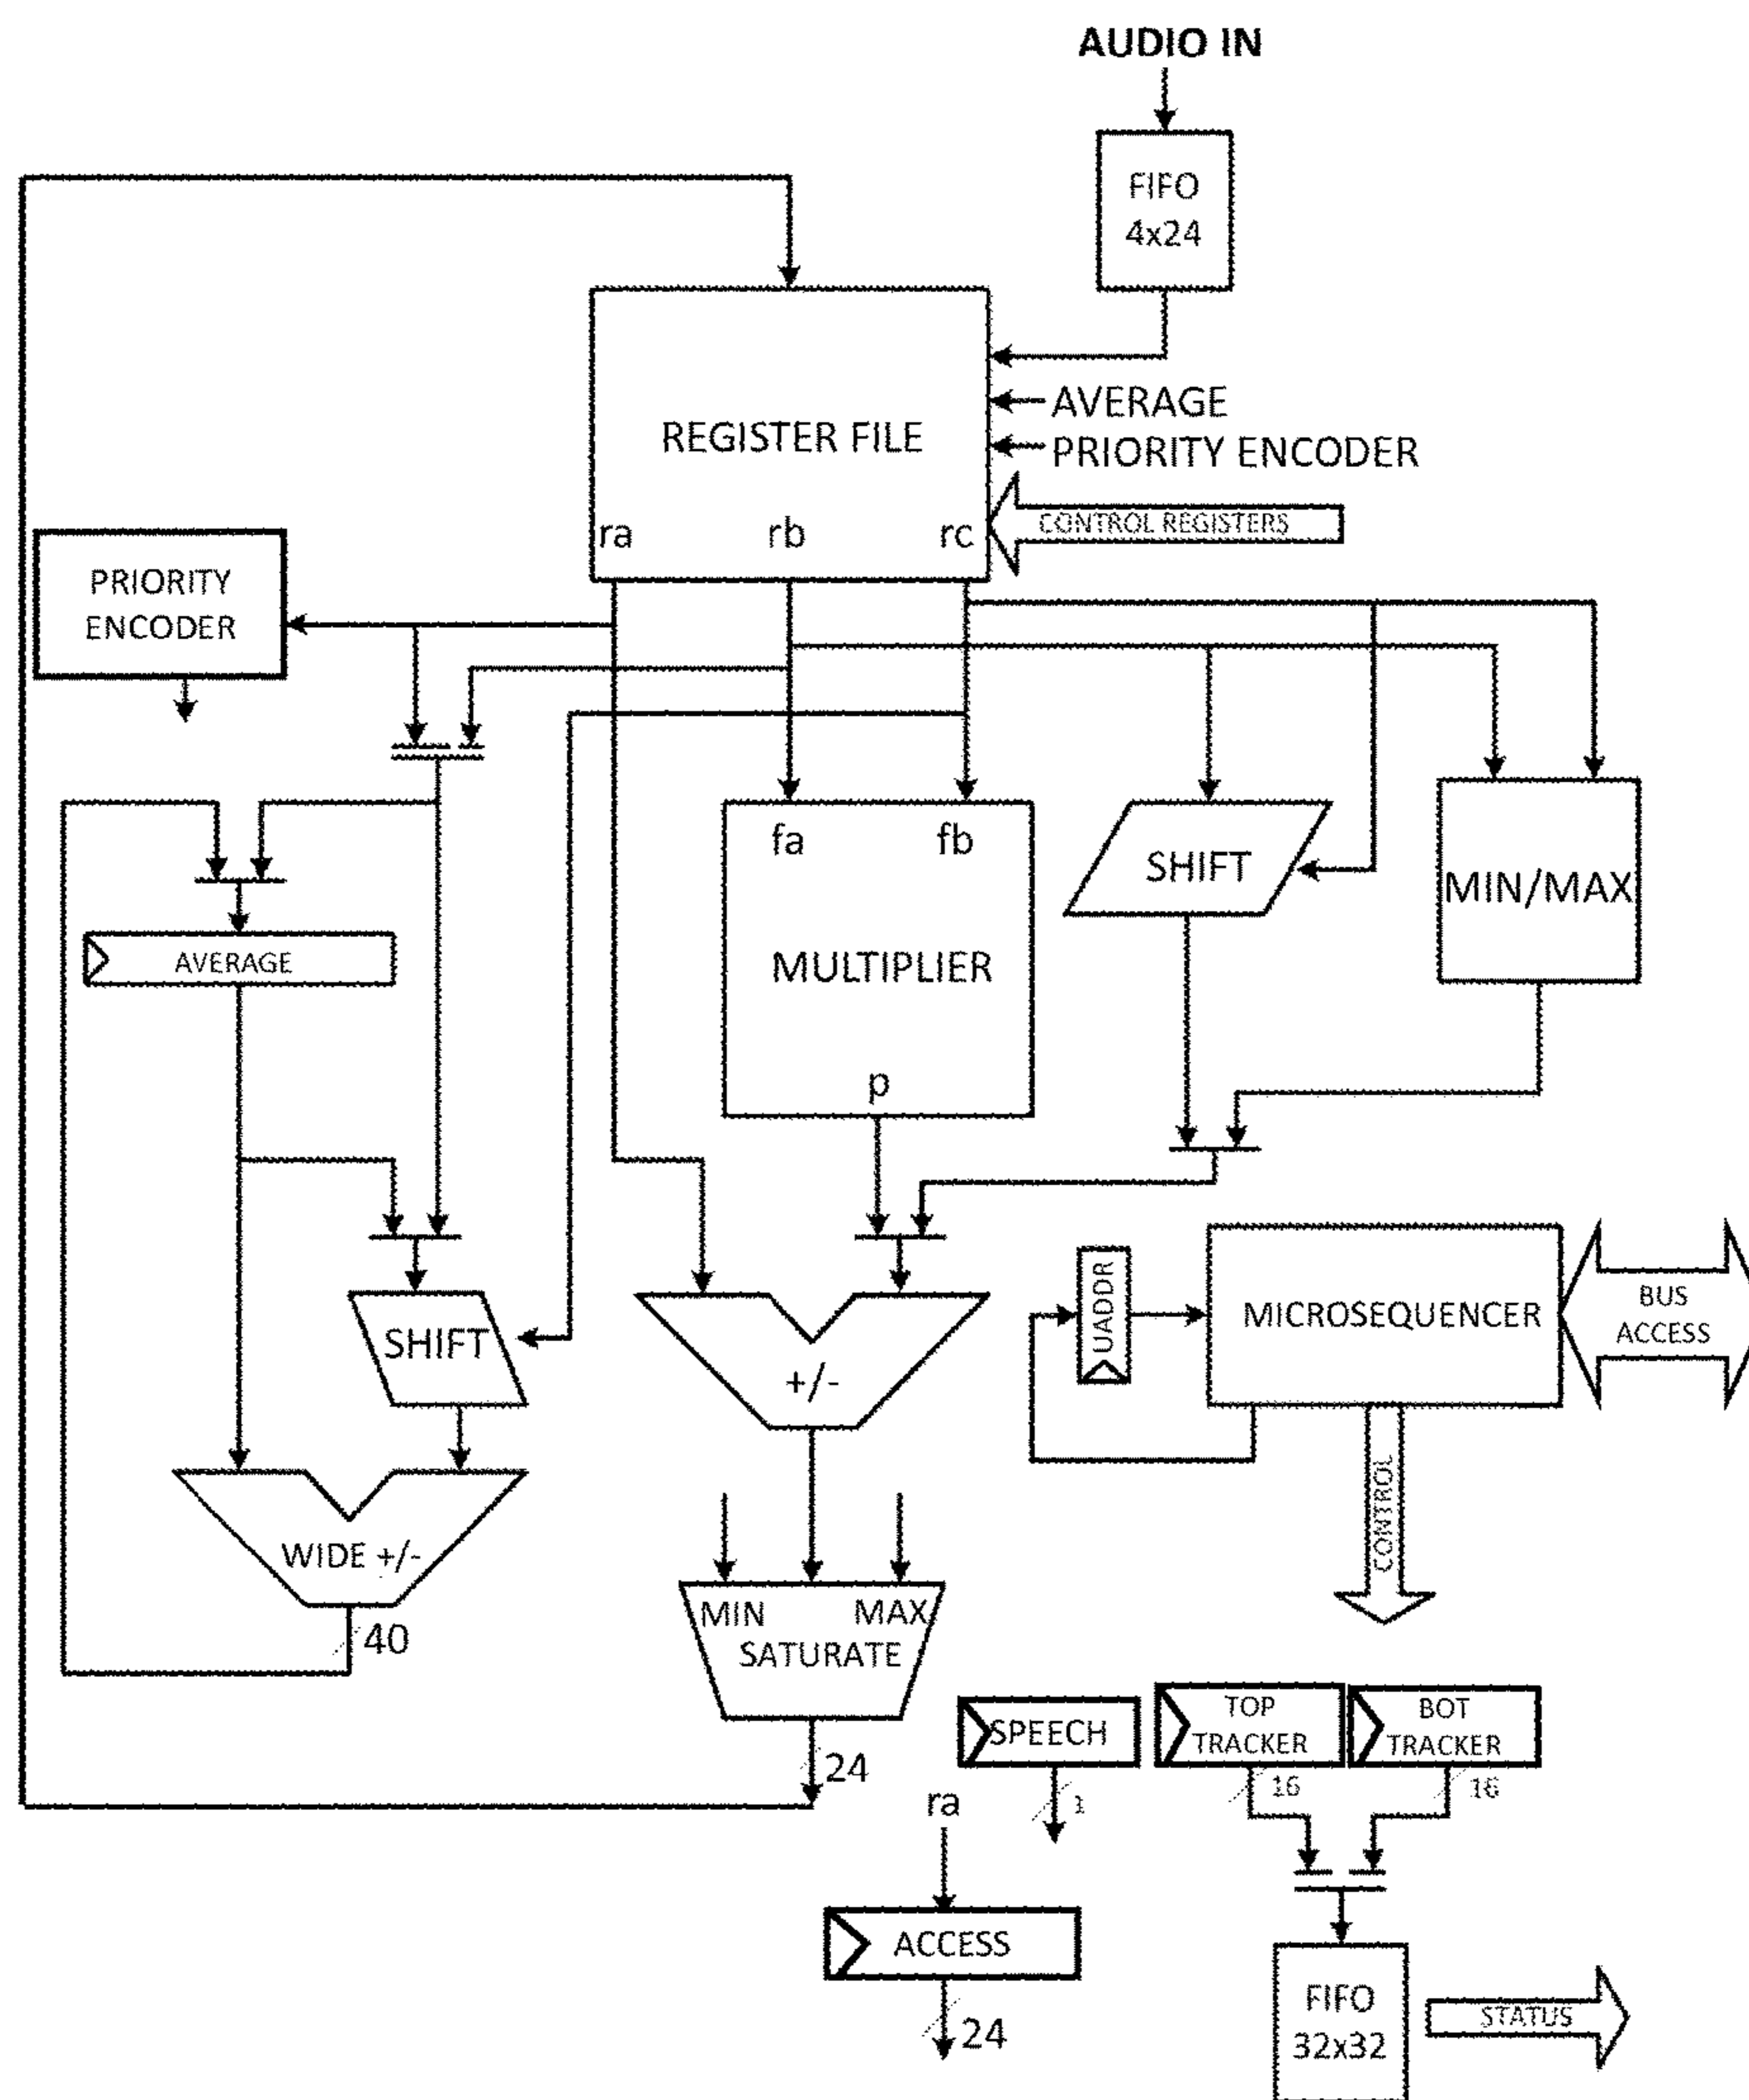 AUDIO IN
FIFO
4x24
AVERAGE
REGISTER FILE
PRIORITY ENCODER
ra
rb
rc
CONTROL REGISTERS
PRIORITY
ENCODER
fa
fb
SHIFT
MIN/MAX
AVERAGE
MULTIPLIER
p
UADDR
MICROSEQUENCER
BUS
ACCESS
SHIFT
+/-
CONTROL
WIDE +/-
40
MIN
MAX
SATURATE
24
SPEECH
1
TOP
TRACKER
16
BOT
TRACKER
16
ra
ACCESS
24
FIFO
32x32
STATUS